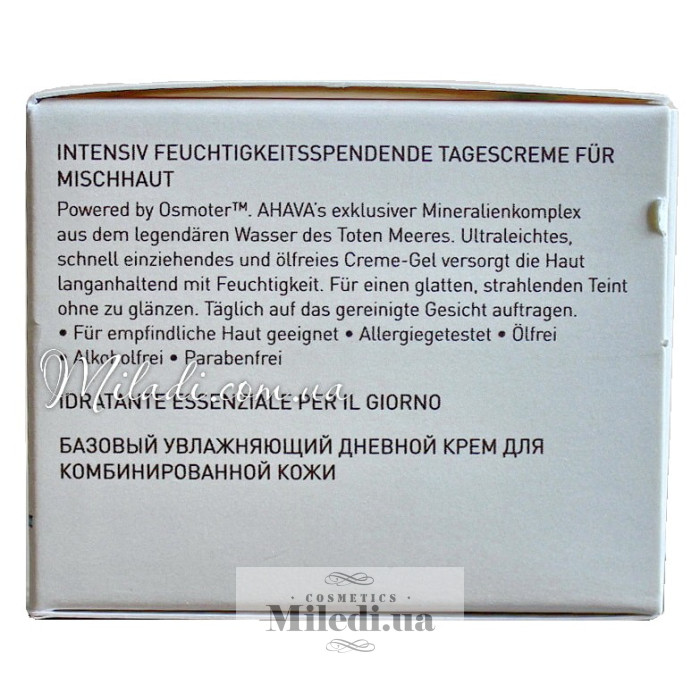 INTENSIV FEUCHTIGKEITSSPENDENDE TAGESCREME FÜR
MISCHHAUT
Powered by Osmoter™. AHAVA's exklusiver Mineralienkomplex
aus dem legendären Wasser des Toten Meeres. Ultraleichtes,
schnell einziehendes und ölfreies Creme-Gel versorgt die Haut
langanhaltend mit Feuchtigkeit. Für einen glatten, strahlenden Teint
ohne zu glänzen. Täglich auf das gereinigte Gesicht auftragen.
• Für empfindliche Haut geeignet • Allergiegetestet • Ölfrei
• Alkoholfrei • Parabenfrei
Miladi.com.ua
IDRATANTE ESSENZIALE PER IL GIORNO
БАЗОВЫЙ УВЛАЖНЯЮЩИЙ ДНЕВНОЙ КРЕМ ДЛЯ
КОМБИНИРОВАННОЙ КОЖИ
COSMETICS
Miledi.ua